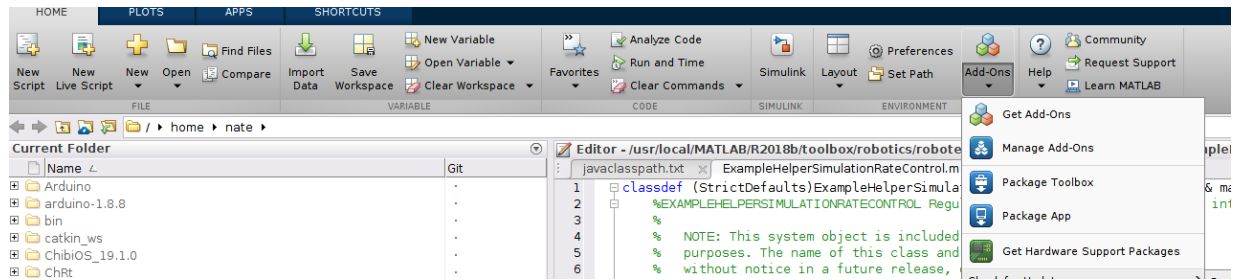 HOME PLOTS APPS SHORTCUTS
New Script
New Live Script
New
Open
Find Files
Compare
FILE
Import Data
Save Workspace
New Variable
Open Variable
Clear Workspace
VARIABLE
Favorites
Analyze Code
Run and Time
Clear Commands
CODE
Simulink
SIMULINK
Layout
Preferences
Set Path
ENVIRONMENT
Add-Ons
? Help
Community
Request Support
Learn MATLAB
/ home nate
Current Folder
Name Git
Arduino
arduino-1.8.8
bin
catkin_ws
ChibiOS_19.1.0
ChRt
Editor - /usr/local/MATLAB/R2018b/toolbox/robotics/robote
javaclasspath.txt x ExampleHelperSimulationRateControl.m
1 classdef (StrictDefaults)ExampleHelperSimula & ma
2 %EXAMPLEHELPERSIMULATIONRATECONTROL Regu int
3 %
4 % NOTE: This system object is included
5 % purposes. The name of this class and
6 % without notice in a future release,
Get Add-Ons
Manage Add-Ons
Package Toolbox
Package App
Get Hardware Support Packages